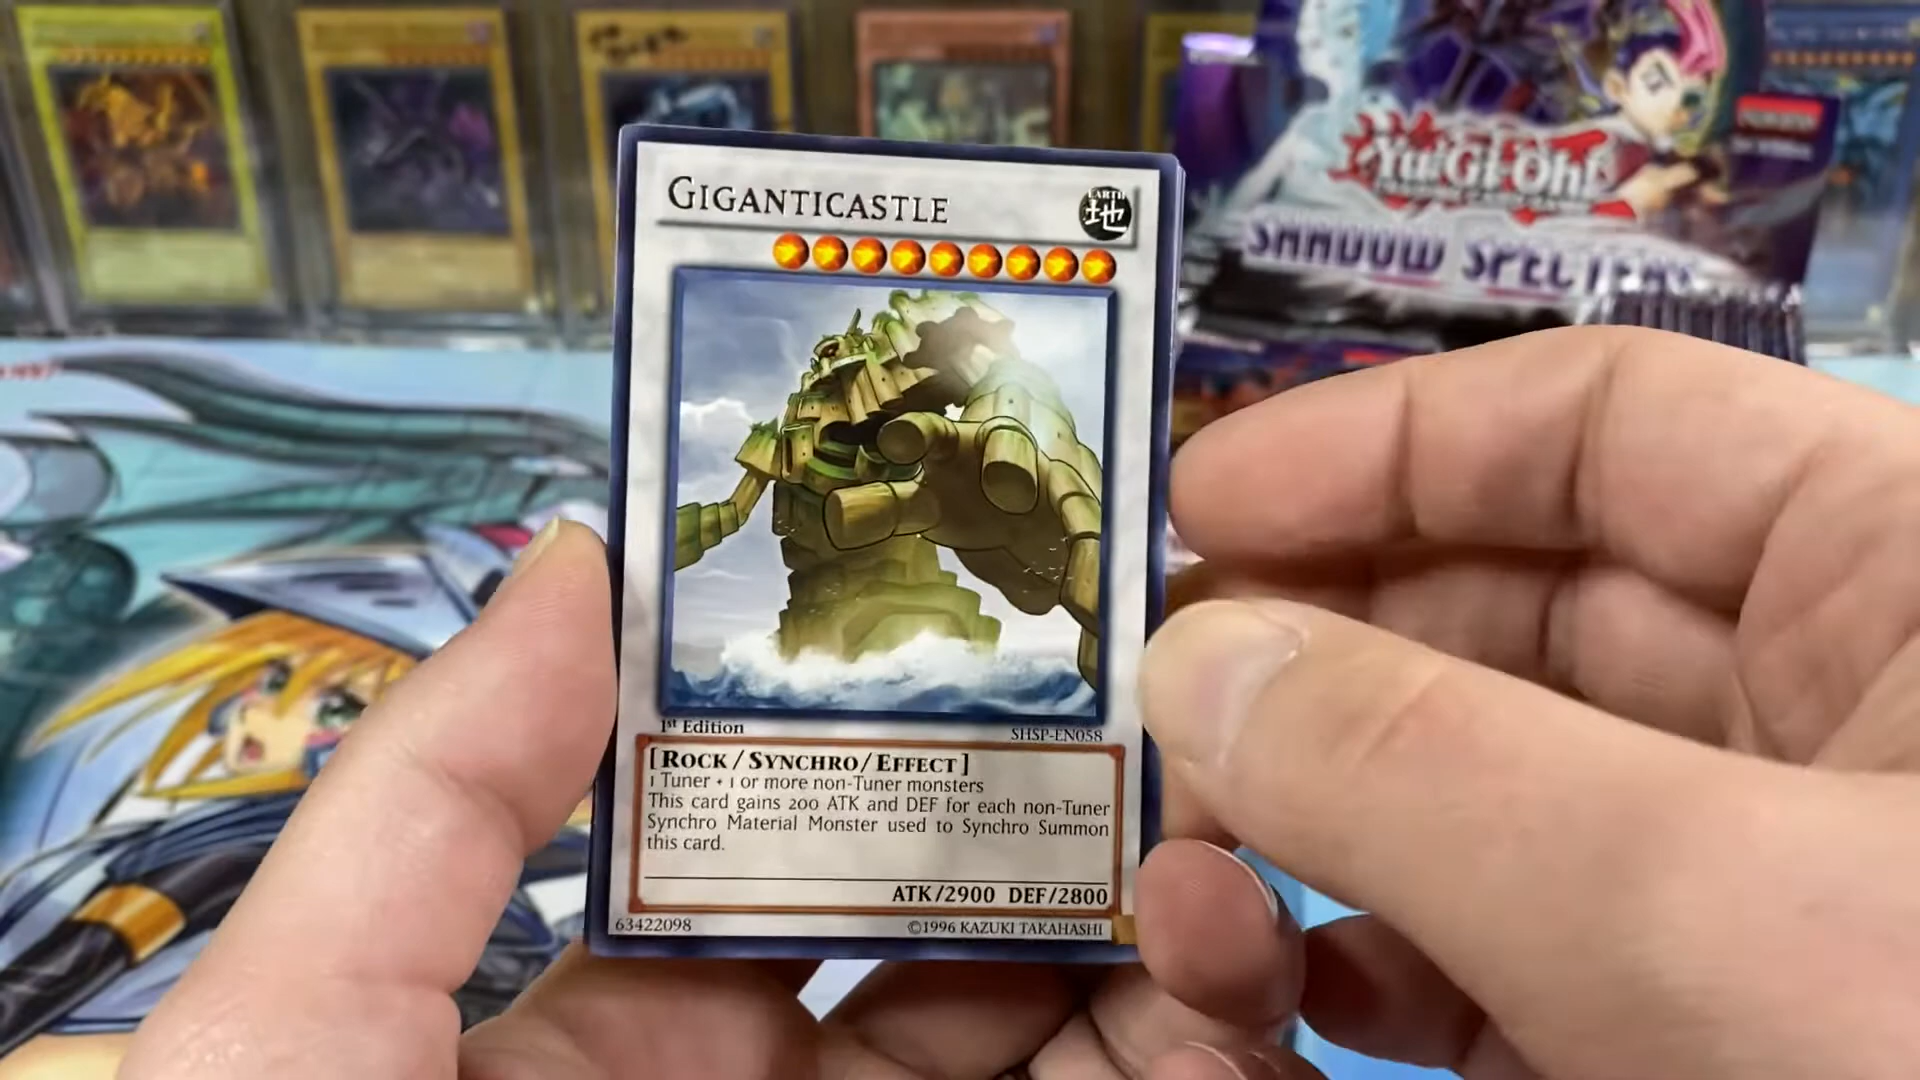 GIGANTICASTLE
EARTH
地
Yu-Gi-Oh!
SHADOW SPECTERS
1st Edition
SHSP-EN058
[ROCK/SYNCHRO/EFFECT]
1 Tuner + 1 or more non-Tuner monsters
This card gains 200 ATK and DEF for each non-Tuner
Synchro Material Monster used to Synchro Summon
this card.
ATK/2900 DEF/2800
63422098
©1996 KAZUKI TAKAHASHI